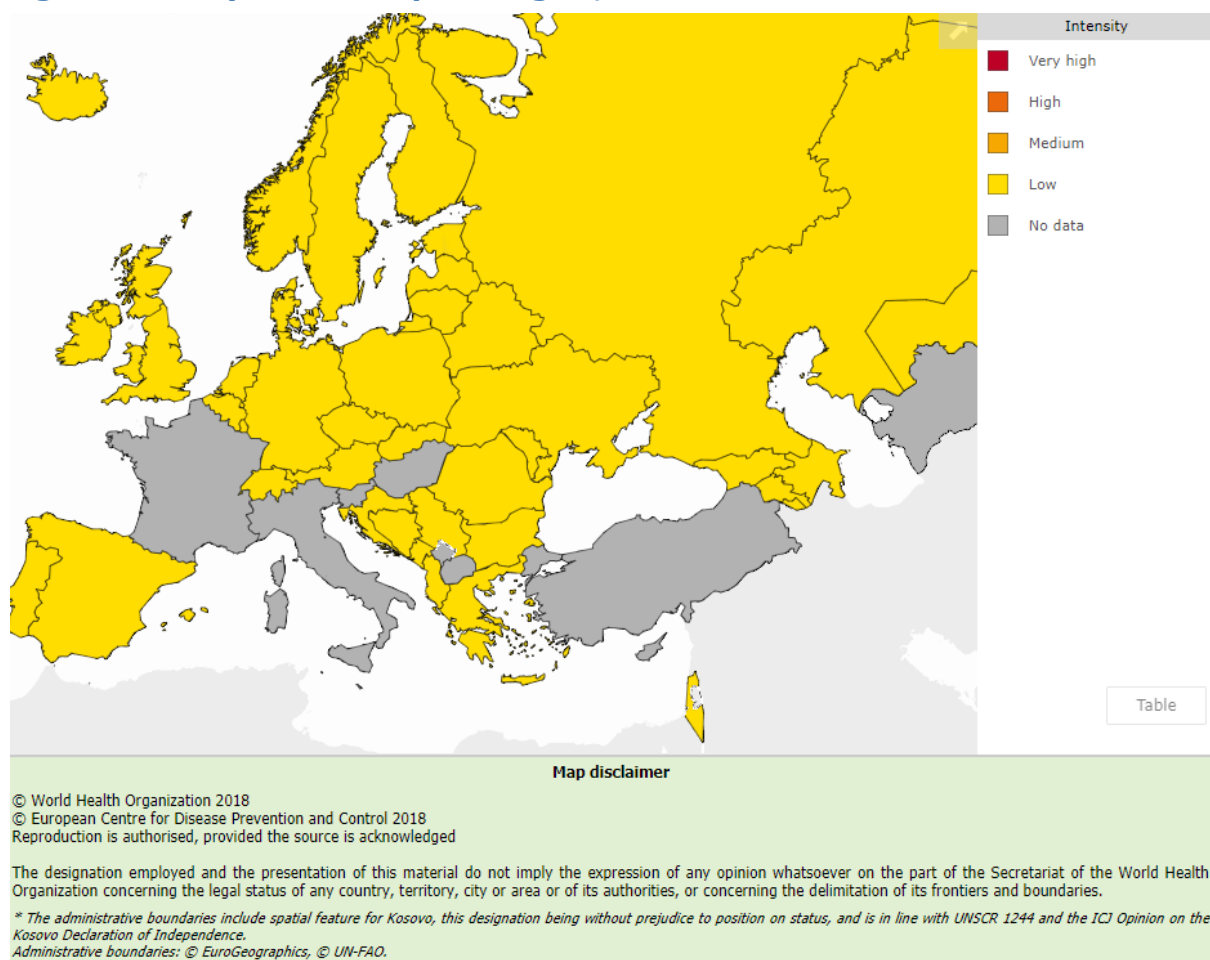 Intensity
Very high
High
Medium
Low
No data
Table
Map disclaimer
© World Health Organization 2018
© European Centre for Disease Prevention and Control 2018
Reproduction is authorised, provided the source is acknowledged
The designation employed and the presentation of this material do not imply the expression of any opinion whatsoever on the part of the Secretariat of the World Health
Organization concerning the legal status of any country, territory, city or area or of its authorities, or concerning the delimitation of its frontiers and boundaries.
* The administrative boundaries include spatial feature for Kosovo, this designation being without prejudice to position on status, and is in line with UNSCR 1244 and the ICJ Opinion on the
Kosovo Declaration of Independence.
Administrative boundaries: © EuroGeographics, © UN-FAO.